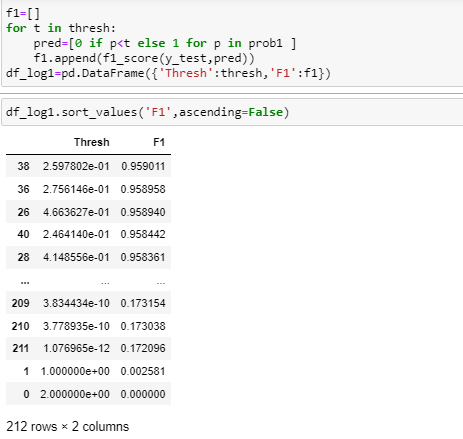 f1=[]
for t in thresh:
    pred=[0 if p<t else 1 for p in prob1 ]
    f1.append(f1_score(y_test,pred))
df_log1=pd.DataFrame({'Thresh':thresh,'F1':f1})
df_log1.sort_values('F1',ascending=False)
Thresh F1
38 2.597802e-01 0.959011
36 2.756146e-01 0.958958
26 4.663627e-01 0.958940
40 2.464140e-01 0.958442
28 4.148556e-01 0.958361
... ... ...
209 3.834434e-10 0.173154
210 3.778935e-10 0.173038
211 1.076965e-12 0.172096
1 1.000000e+00 0.002581
0 2.000000e+00 0.000000
212 rows × 2 columns